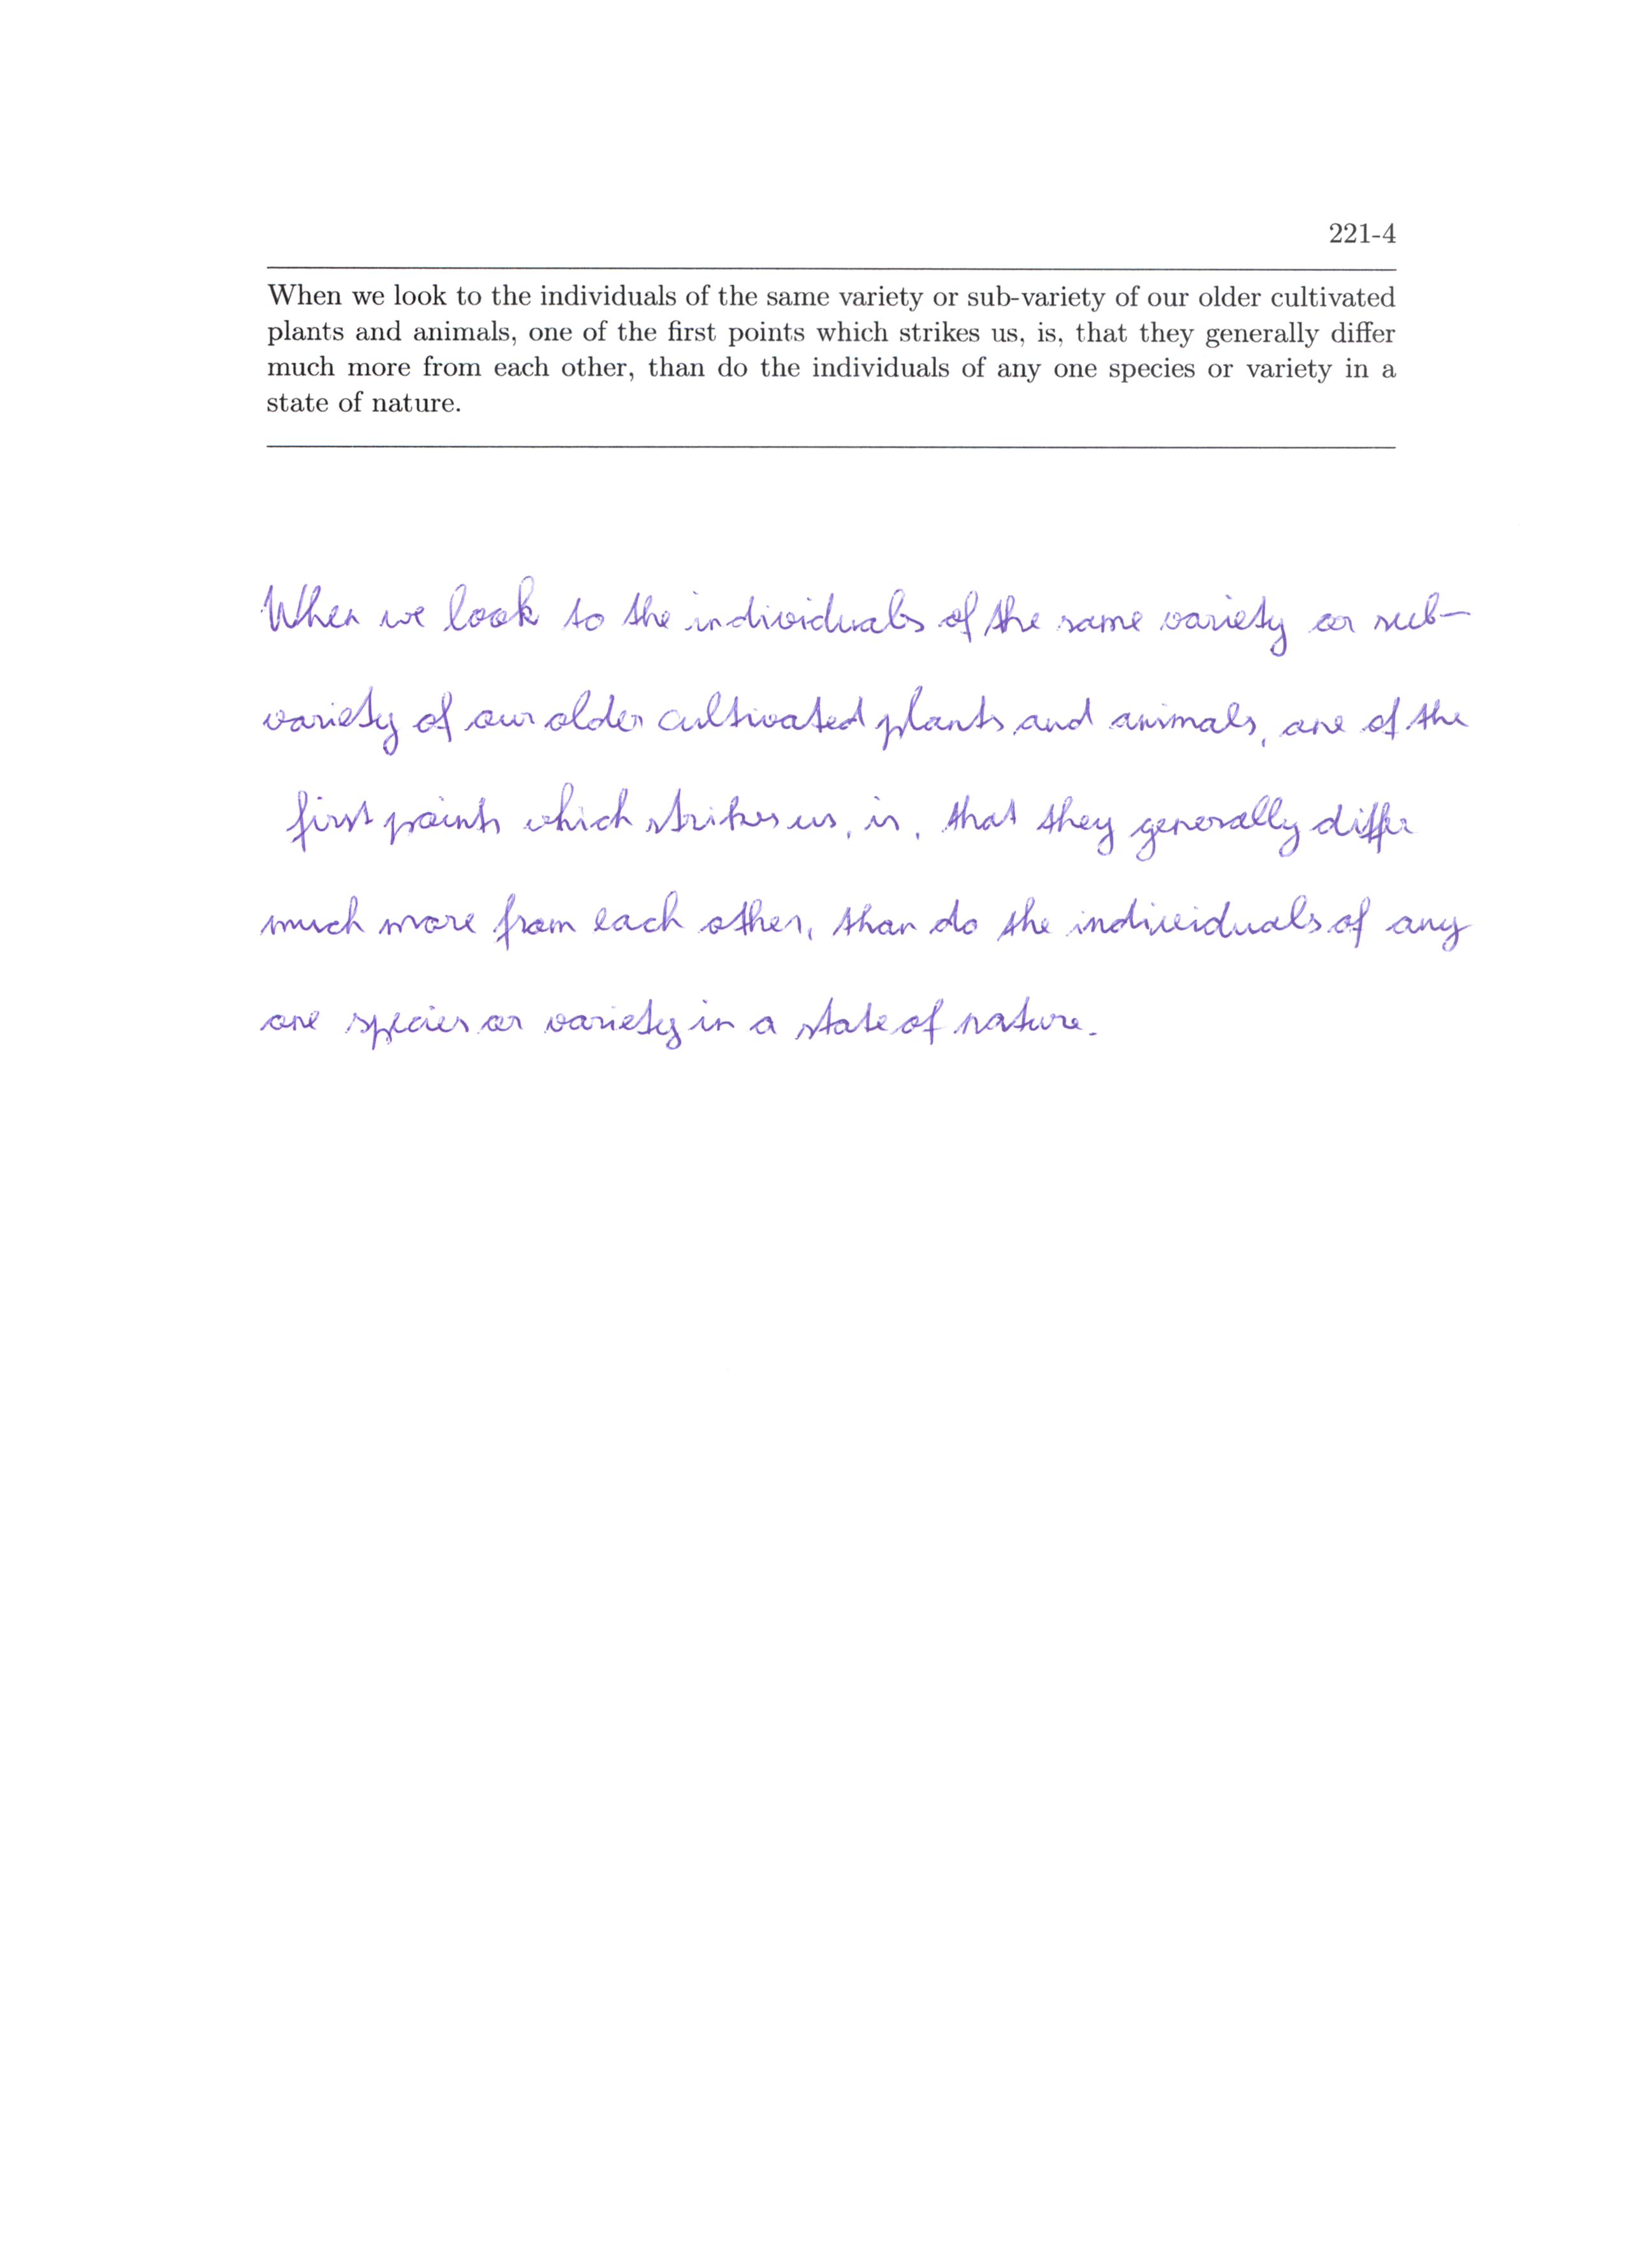 221-4
When we look to the individuals of the same variety or sub-variety of our older cultivated
plants and animals, one of the first points which strikes us, is, that they generally differ
much more from each other, than do the individuals of any one species or variety in a
state of nature.
When we look to the individuals of the same variety or sub-
variety of our older cultivated plants and animals, one of the
first points which strikes us, is, that they generally differ
much more from each other, than do the individuals of any
one species or variety in a state of nature.